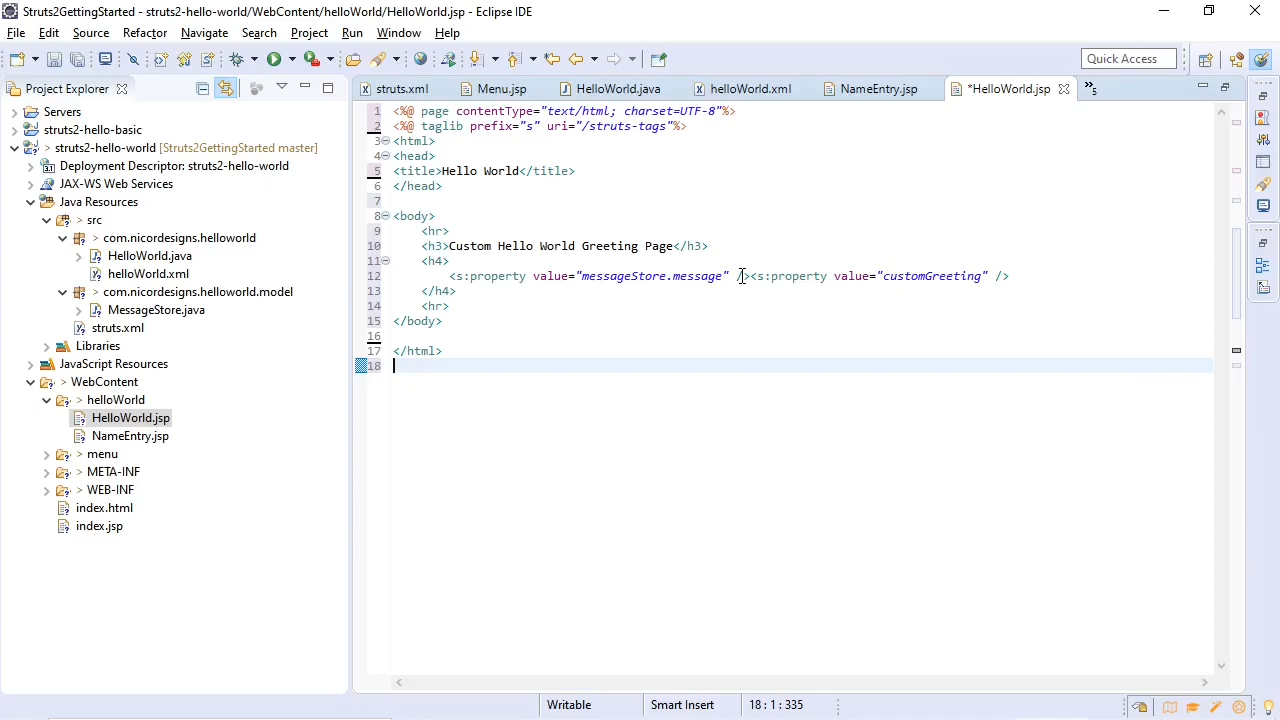 Struts2GettingStarted - struts2-hello-world/WebContent/helloWorld/HelloWorld.jsp - Eclipse IDE
File Edit Source Refactor Navigate Search Project Run Window Help
Quick Access
Project Explorer
Servers
struts2-hello-basic
> struts2-hello-world [Struts2GettingStarted master]
Deployment Descriptor: struts2-hello-world
JAX-WS Web Services
Java Resources
> src
> com.nicordesigns.helloworld
HelloWorld.java
helloWorld.xml
> com.nicordesigns.helloworld.model
MessageStore.java
struts.xml
Libraries
JavaScript Resources
> WebContent
> helloWorld
HelloWorld.jsp
NameEntry.jsp
> menu
> META-INF
> WEB-INF
index.html
index.jsp
struts.xml Menu.jsp HelloWorld.java helloWorld.xml NameEntry.jsp *HelloWorld.jsp »5
1 <%@ page contentType="text/html; charset=UTF-8"%>
2 <%@ taglib prefix="s" uri="/struts-tags"%>
3 <html>
4 <head>
5 <title>Hello World</title>
6 </head>
7
8 <body>
9 <hr>
10 <h3>Custom Hello World Greeting Page</h3>
11 <h4>
12 <s:property value="messageStore.message" /><s:property value="customGreeting" />
13 </h4>
14 <hr>
15 </body>
16
17 </html>
18
Writable Smart Insert 18 : 1 : 335